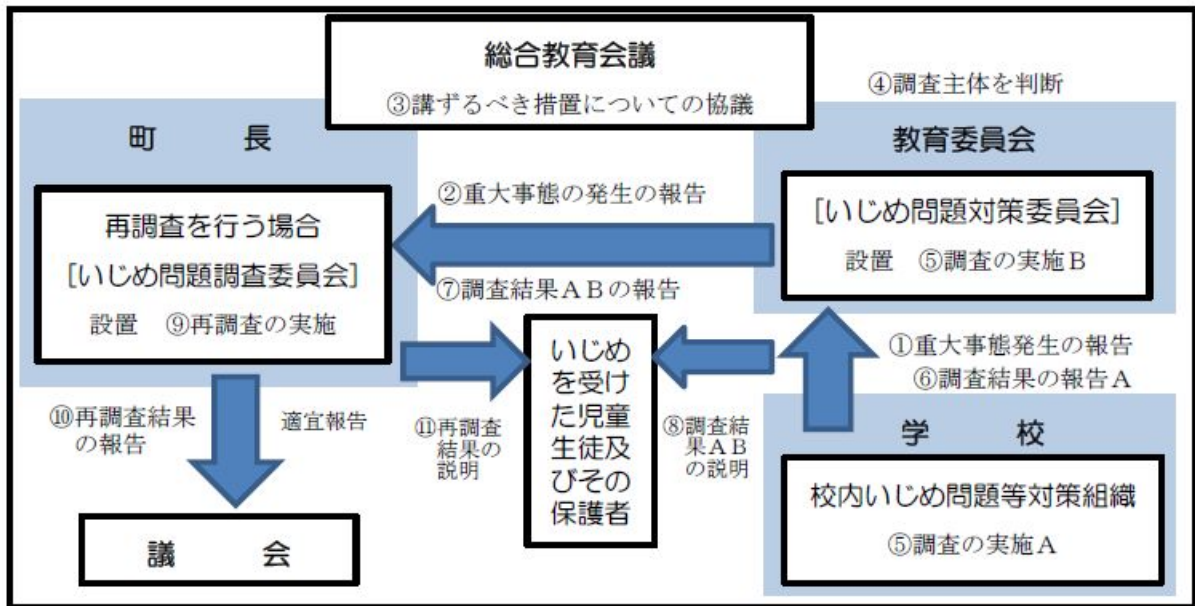 総合教育会議
③講ずるべき措置についての協議
④調査主体を判断
町　　長
教育委員会
②重大事態の発生の報告
再調査を行う場合
[いじめ問題調査委員会]
設置　⑨再調査の実施
[いじめ問題対策委員会]
設置　⑤調査の実施B
⑦調査結果ABの報告
①重大事態発生の報告
⑥調査結果の報告A
いじめ
を受け
た児童
生徒及
びその
保護者
⑩再調査結果
の報告
適宜報告
⑪再調査
結果の
説明
⑧調査結
果AB
の説明
学　　校
校内いじめ問題等対策組織
⑤調査の実施A
議　　会